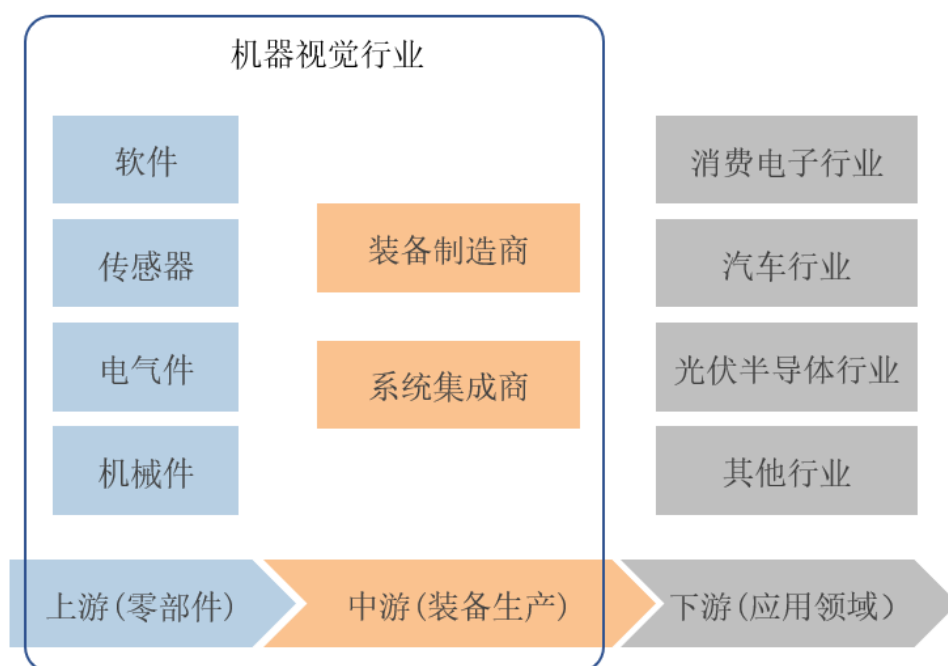 机器视觉行业
软件
传感器
电气件
机械件
装备制造商
系统集成商
消费电子行业
汽车行业
光伏半导体行业
其他行业
上游(零部件)
中游(装备生产)
下游(应用领域）